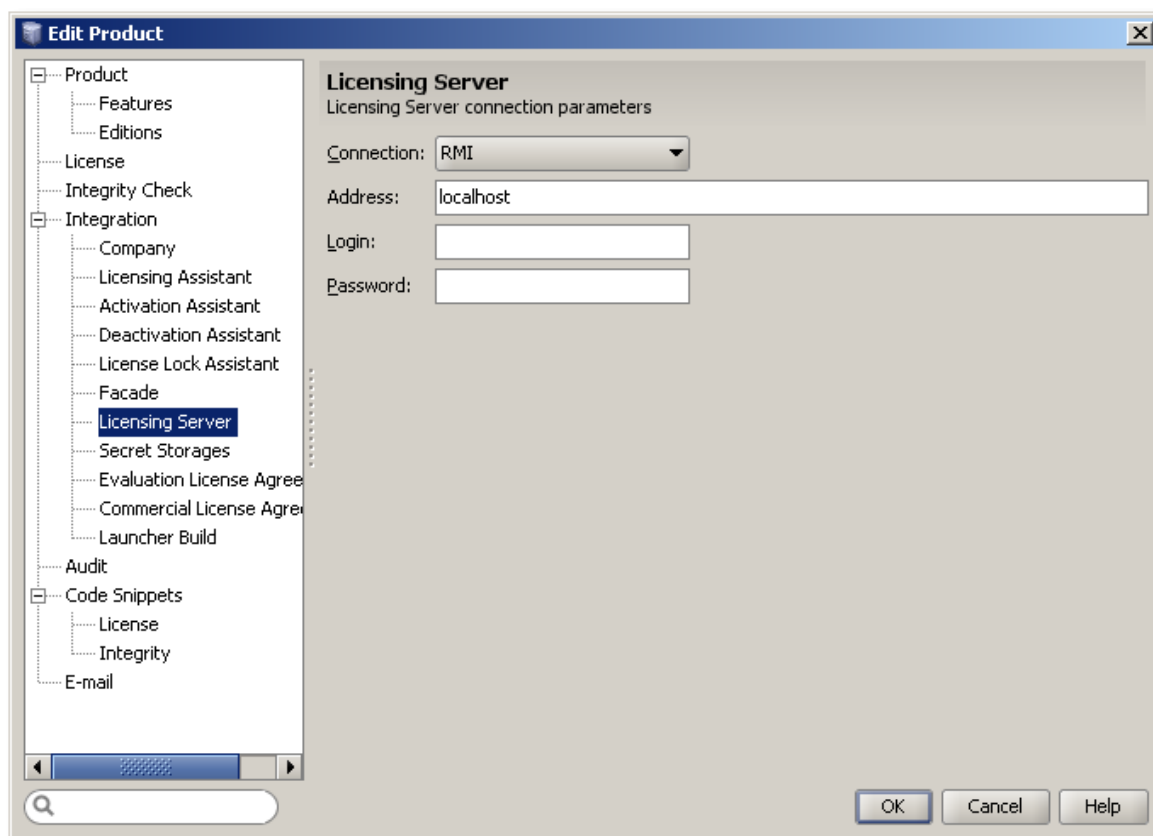 Edit Product
Product
Features
Editions
License
Integrity Check
Integration
Company
Licensing Assistant
Activation Assistant
Deactivation Assistant
License Lock Assistant
Facade
Licensing Server
Secret Storages
Evaluation License Agree
Commercial License Agre
Launcher Build
Audit
Code Snippets
License
Integrity
E-mail
Licensing Server
Licensing Server connection parameters
Connection: RMI
Address: localhost
Login:
Password:
OK Cancel Help